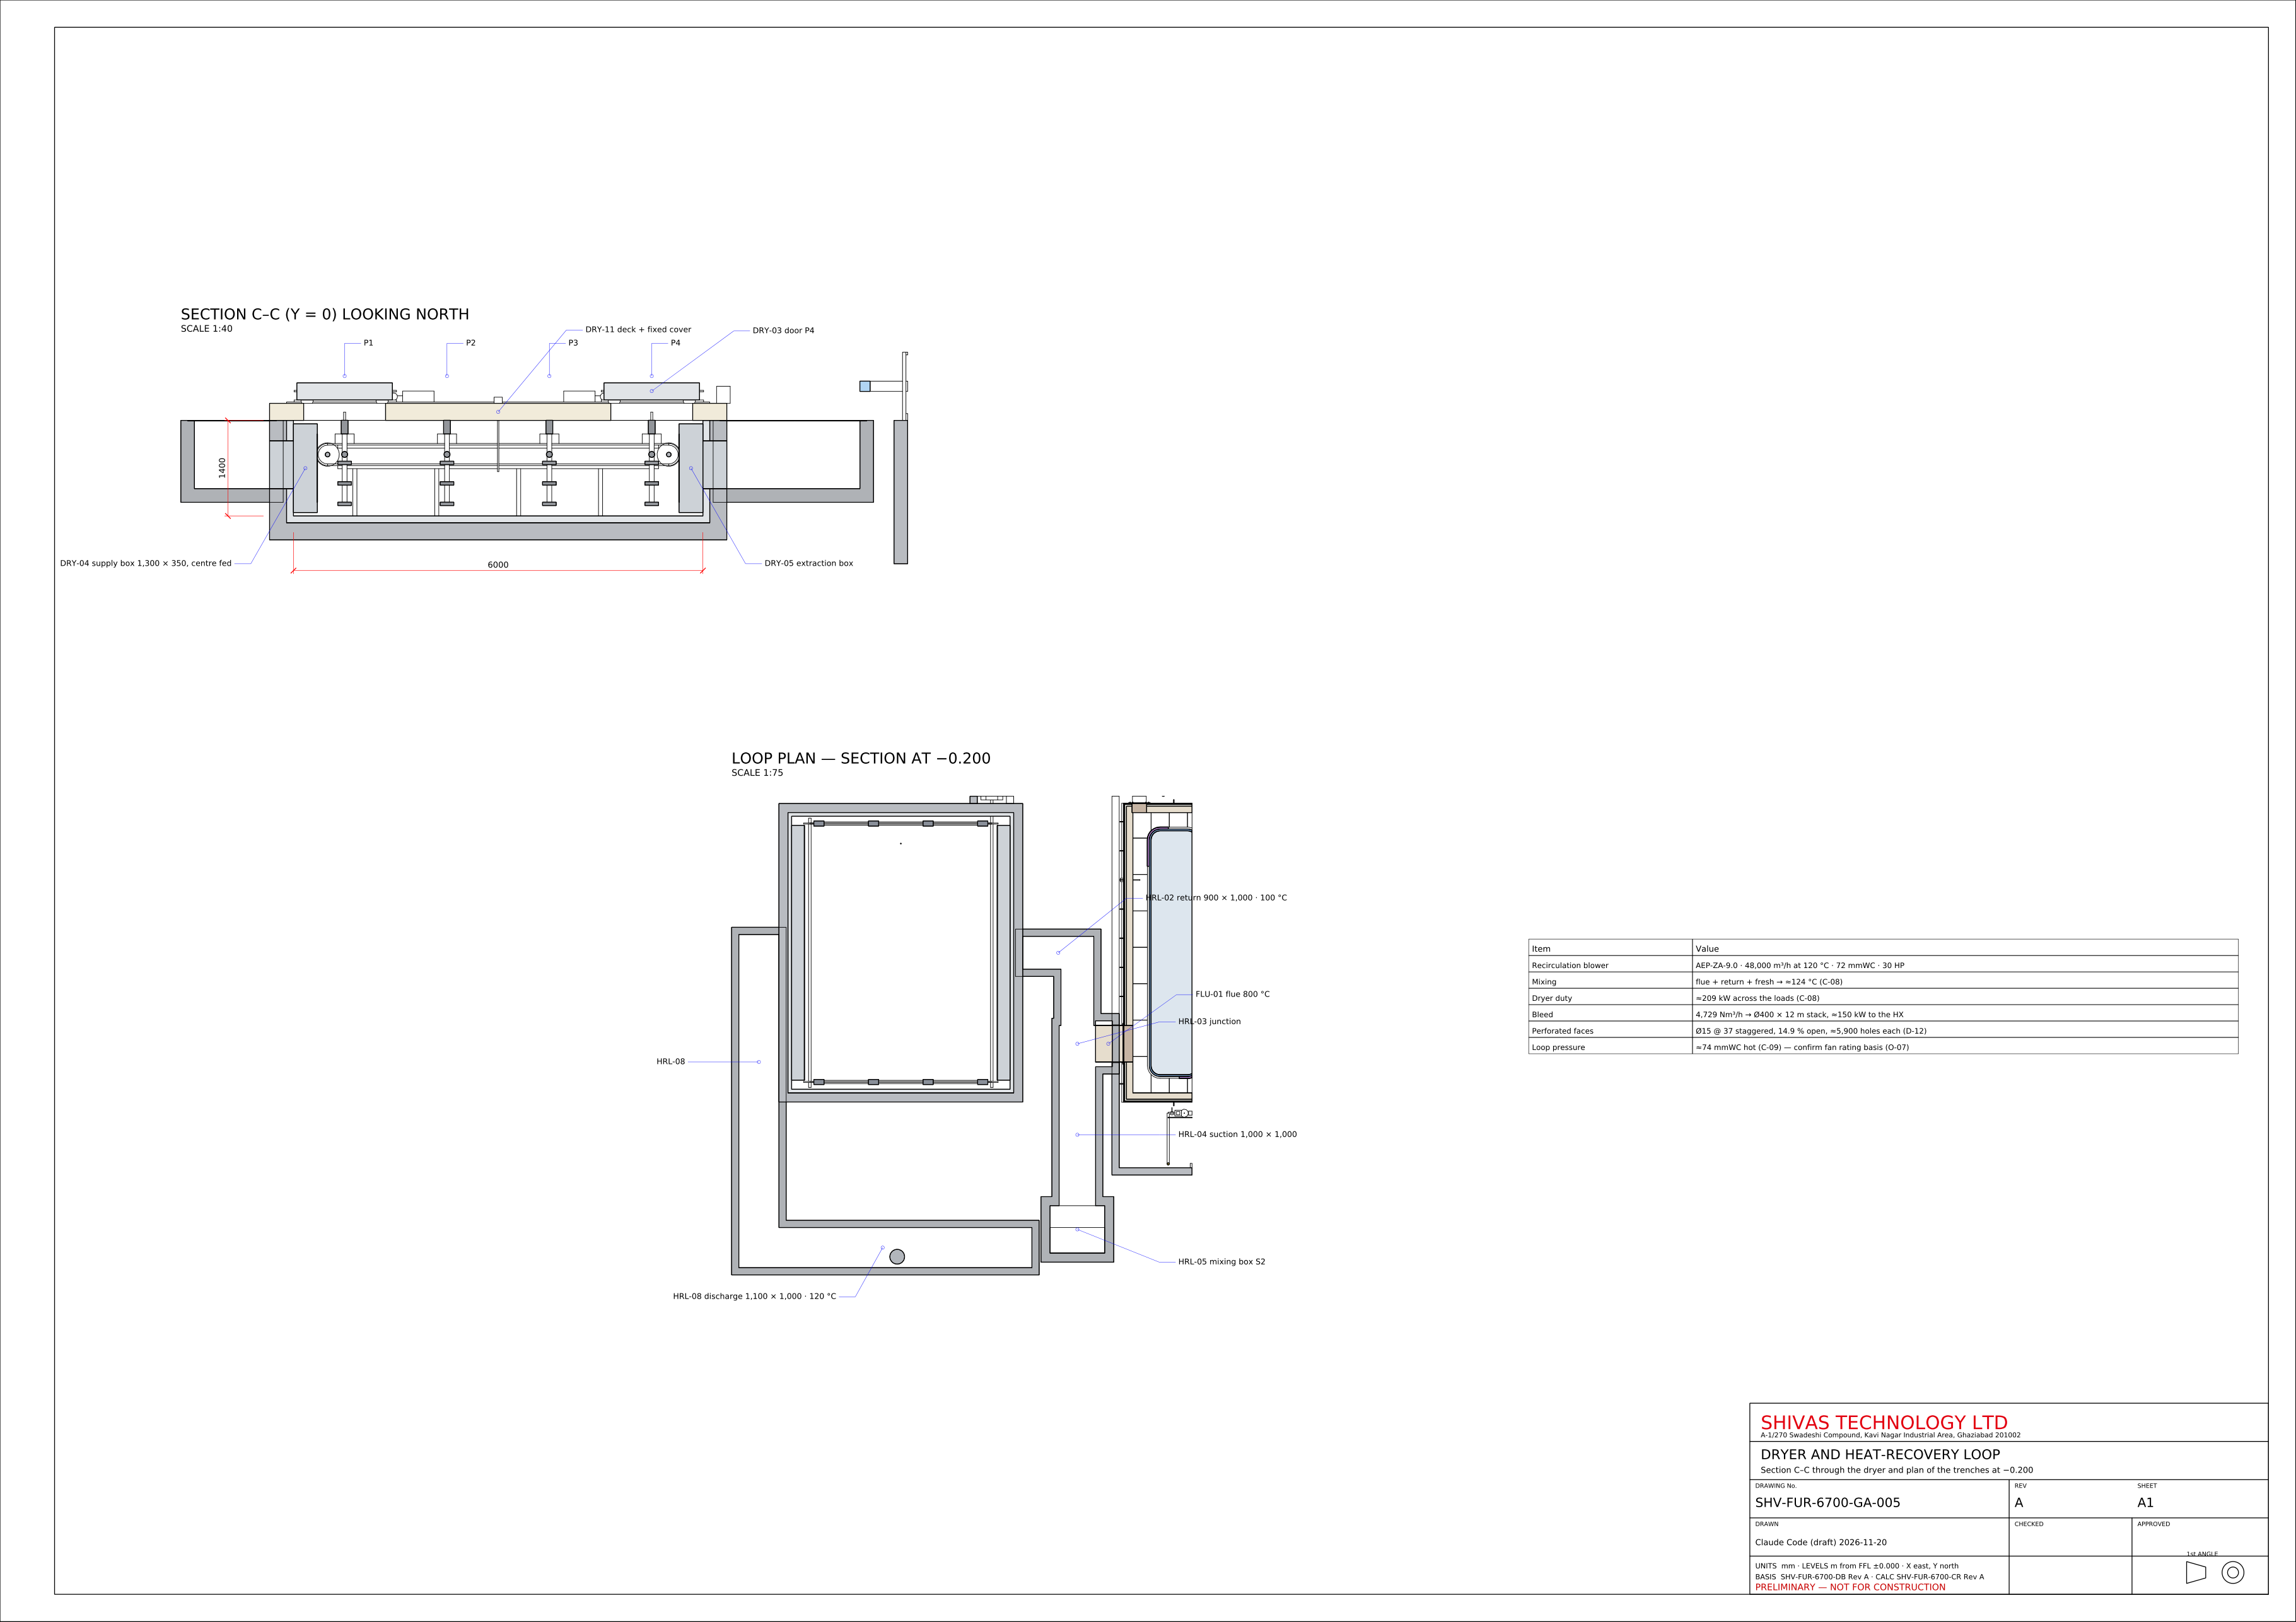 SECTION C–C (Y = 0) LOOKING NORTH
SCALE 1:40
DRY-11 deck + fixed cover
DRY-03 door P4
P1
P2
P3
P4
1400
DRY-04 supply box 1,300 × 350, centre fed
6000
DRY-05 extraction box
LOOP PLAN — SECTION AT −0.200
SCALE 1:75
HRL-02 return 900 × 1,000 · 100 °C
FLU-01 flue 800 °C
HRL-03 junction
HRL-08
HRL-04 suction 1,000 × 1,000
HRL-05 mixing box S2
HRL-08 discharge 1,100 × 1,000 · 120 °C
Item Value
Recirculation blower AEP-ZA-9.0 · 48,000 m³/h at 120 °C · 72 mmWC · 30 HP
Mixing flue + return + fresh → ≈124 °C (C-08)
Dryer duty ≈209 kW across the loads (C-08)
Bleed 4,729 Nm³/h → Ø400 × 12 m stack, ≈150 kW to the HX
Perforated faces Ø15 @ 37 staggered, 14.9 % open, ≈5,900 holes each (D-12)
Loop pressure ≈74 mmWC hot (C-09) — confirm fan rating basis (O-07)
SHIVAS TECHNOLOGY LTD
A-1/270 Swadeshi Compound, Kavi Nagar Industrial Area, Ghaziabad 201002
DRYER AND HEAT-RECOVERY LOOP
Section C–C through the dryer and plan of the trenches at −0.200
DRAWING No. REV SHEET
SHV-FUR-6700-GA-005 A A1
DRAWN CHECKED APPROVED
Claude Code (draft) 2026-11-20
1st ANGLE
UNITS mm · LEVELS m from FFL ±0.000 · X east, Y north
BASIS SHV-FUR-6700-DB Rev A · CALC SHV-FUR-6700-CR Rev A
PRELIMINARY — NOT FOR CONSTRUCTION